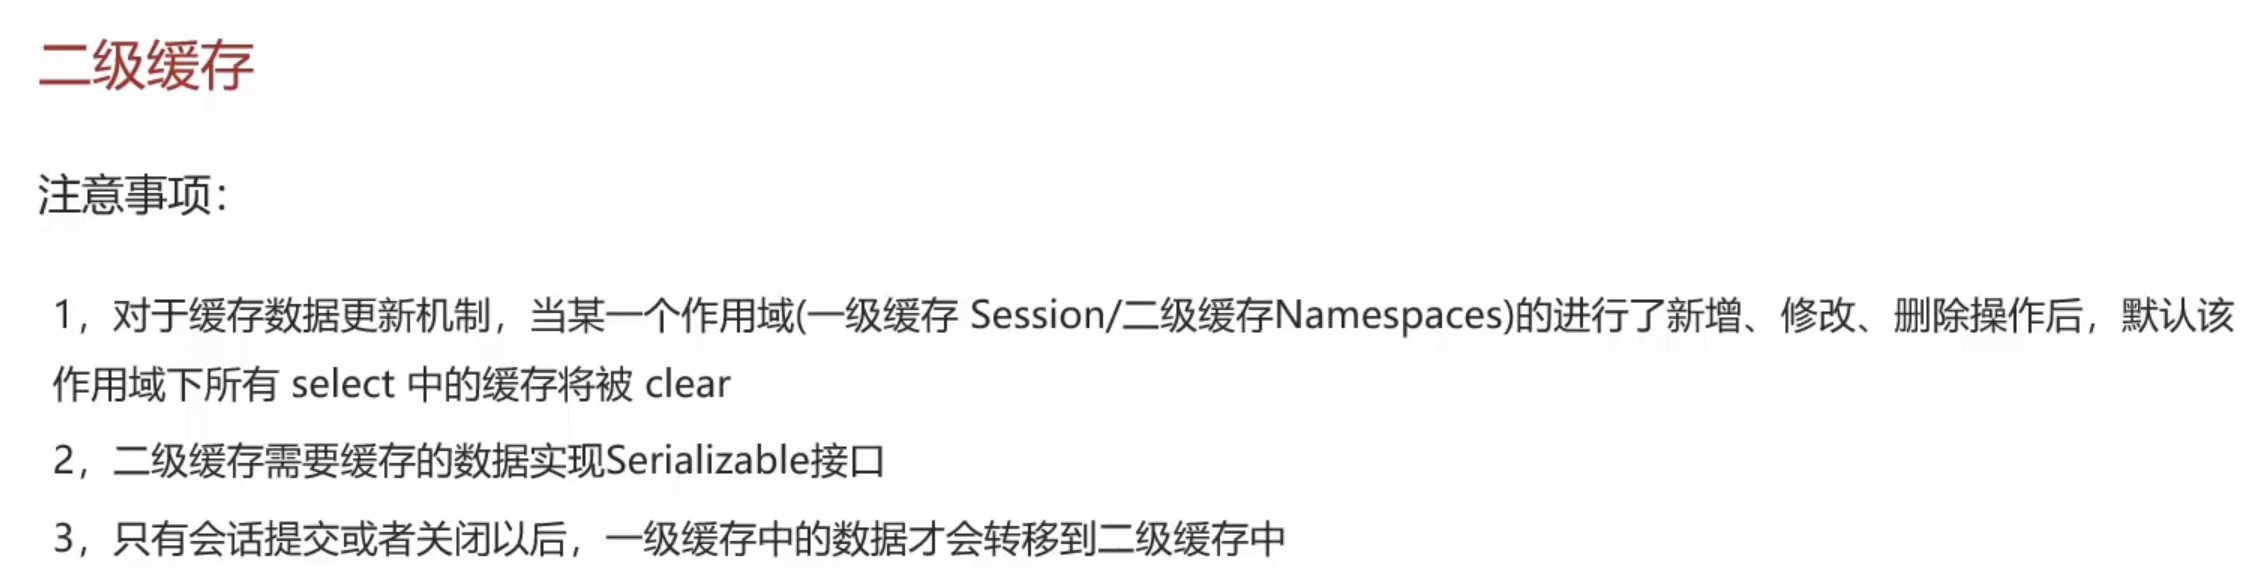 二级缓存
注意事项：
1，对于缓存数据更新机制，当某一个作用域(一级缓存 Session/二级缓存Namespaces)的进行了新增、修改、删除操作后，默认该
作用域下所有 select 中的缓存将被 clear
2，二级缓存需要缓存的数据实现Serializable接口
3，只有会话提交或者关闭以后，一级缓存中的数据才会转移到二级缓存中